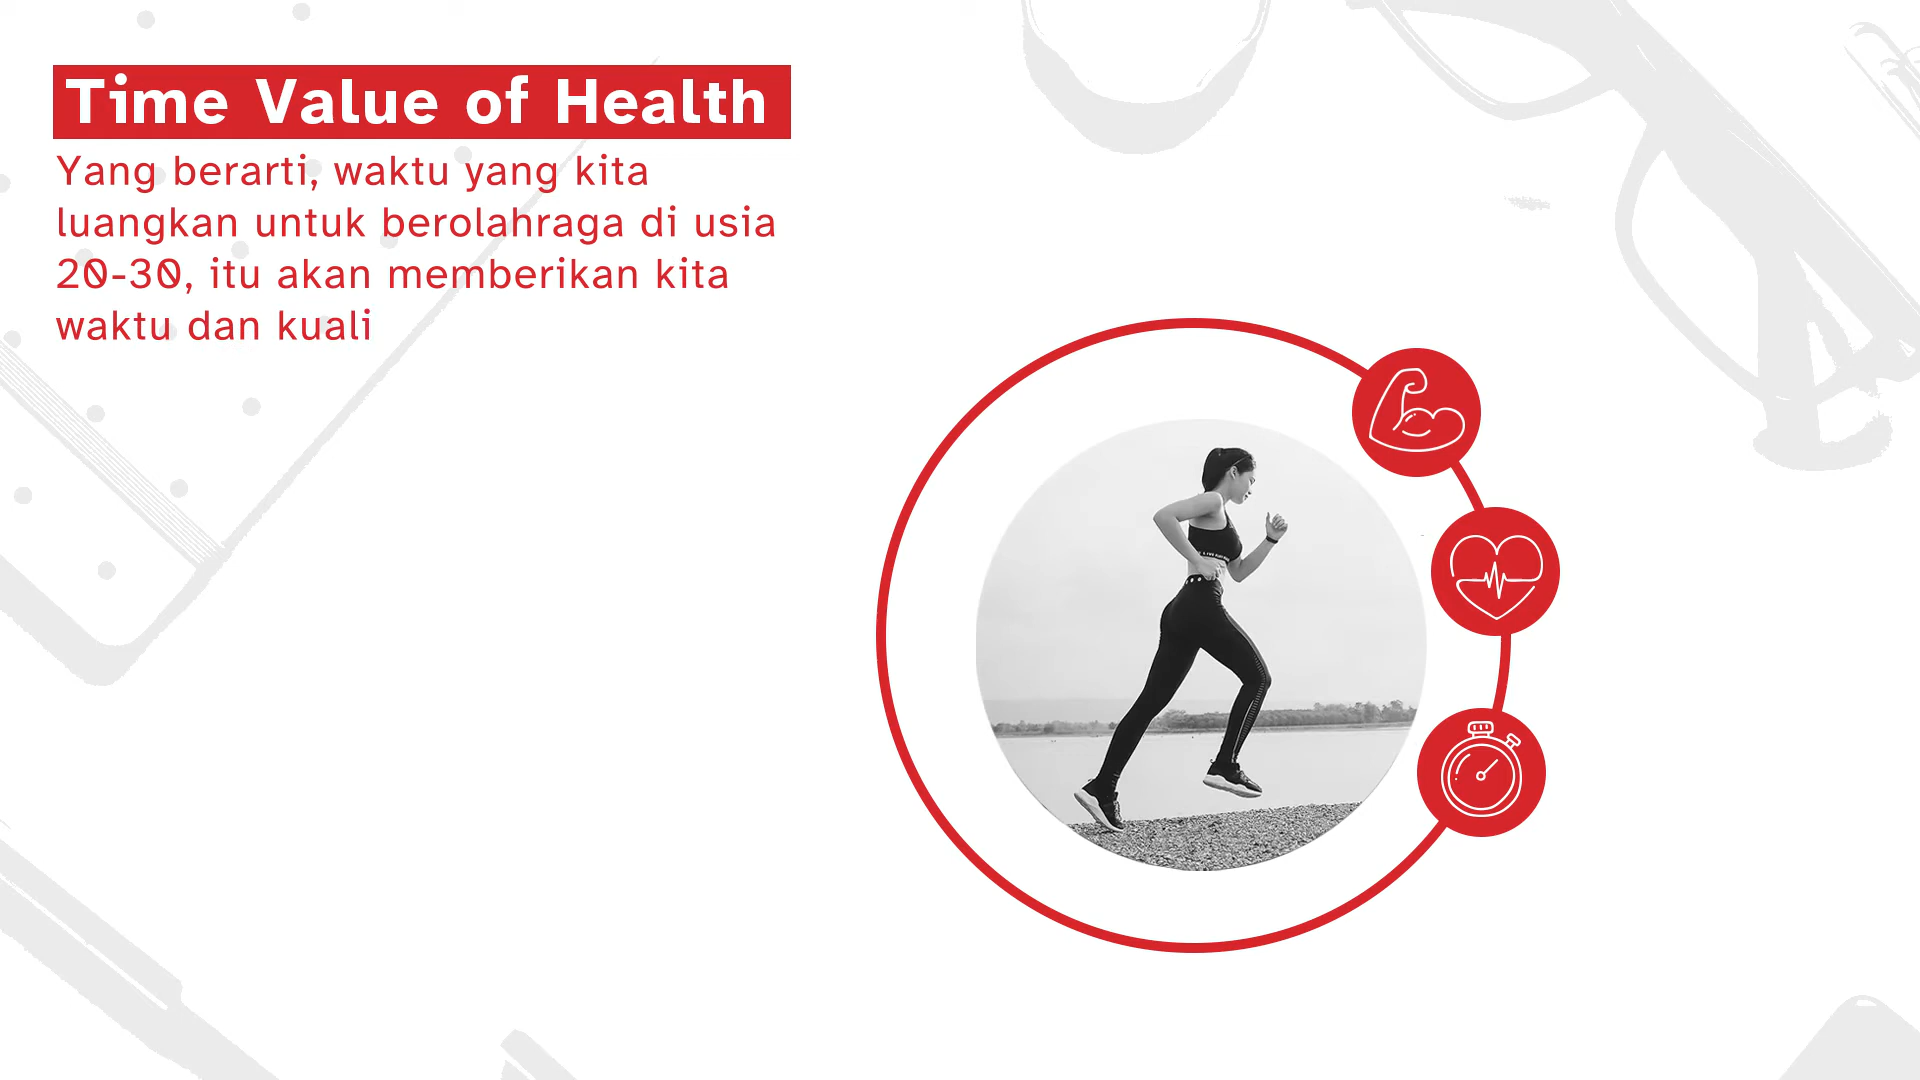 Time Value of Health
Yang berarti, waktu yang kita
luangkan untuk berolahraga di usia
20-30, itu akan memberikan kita
waktu dan kuali